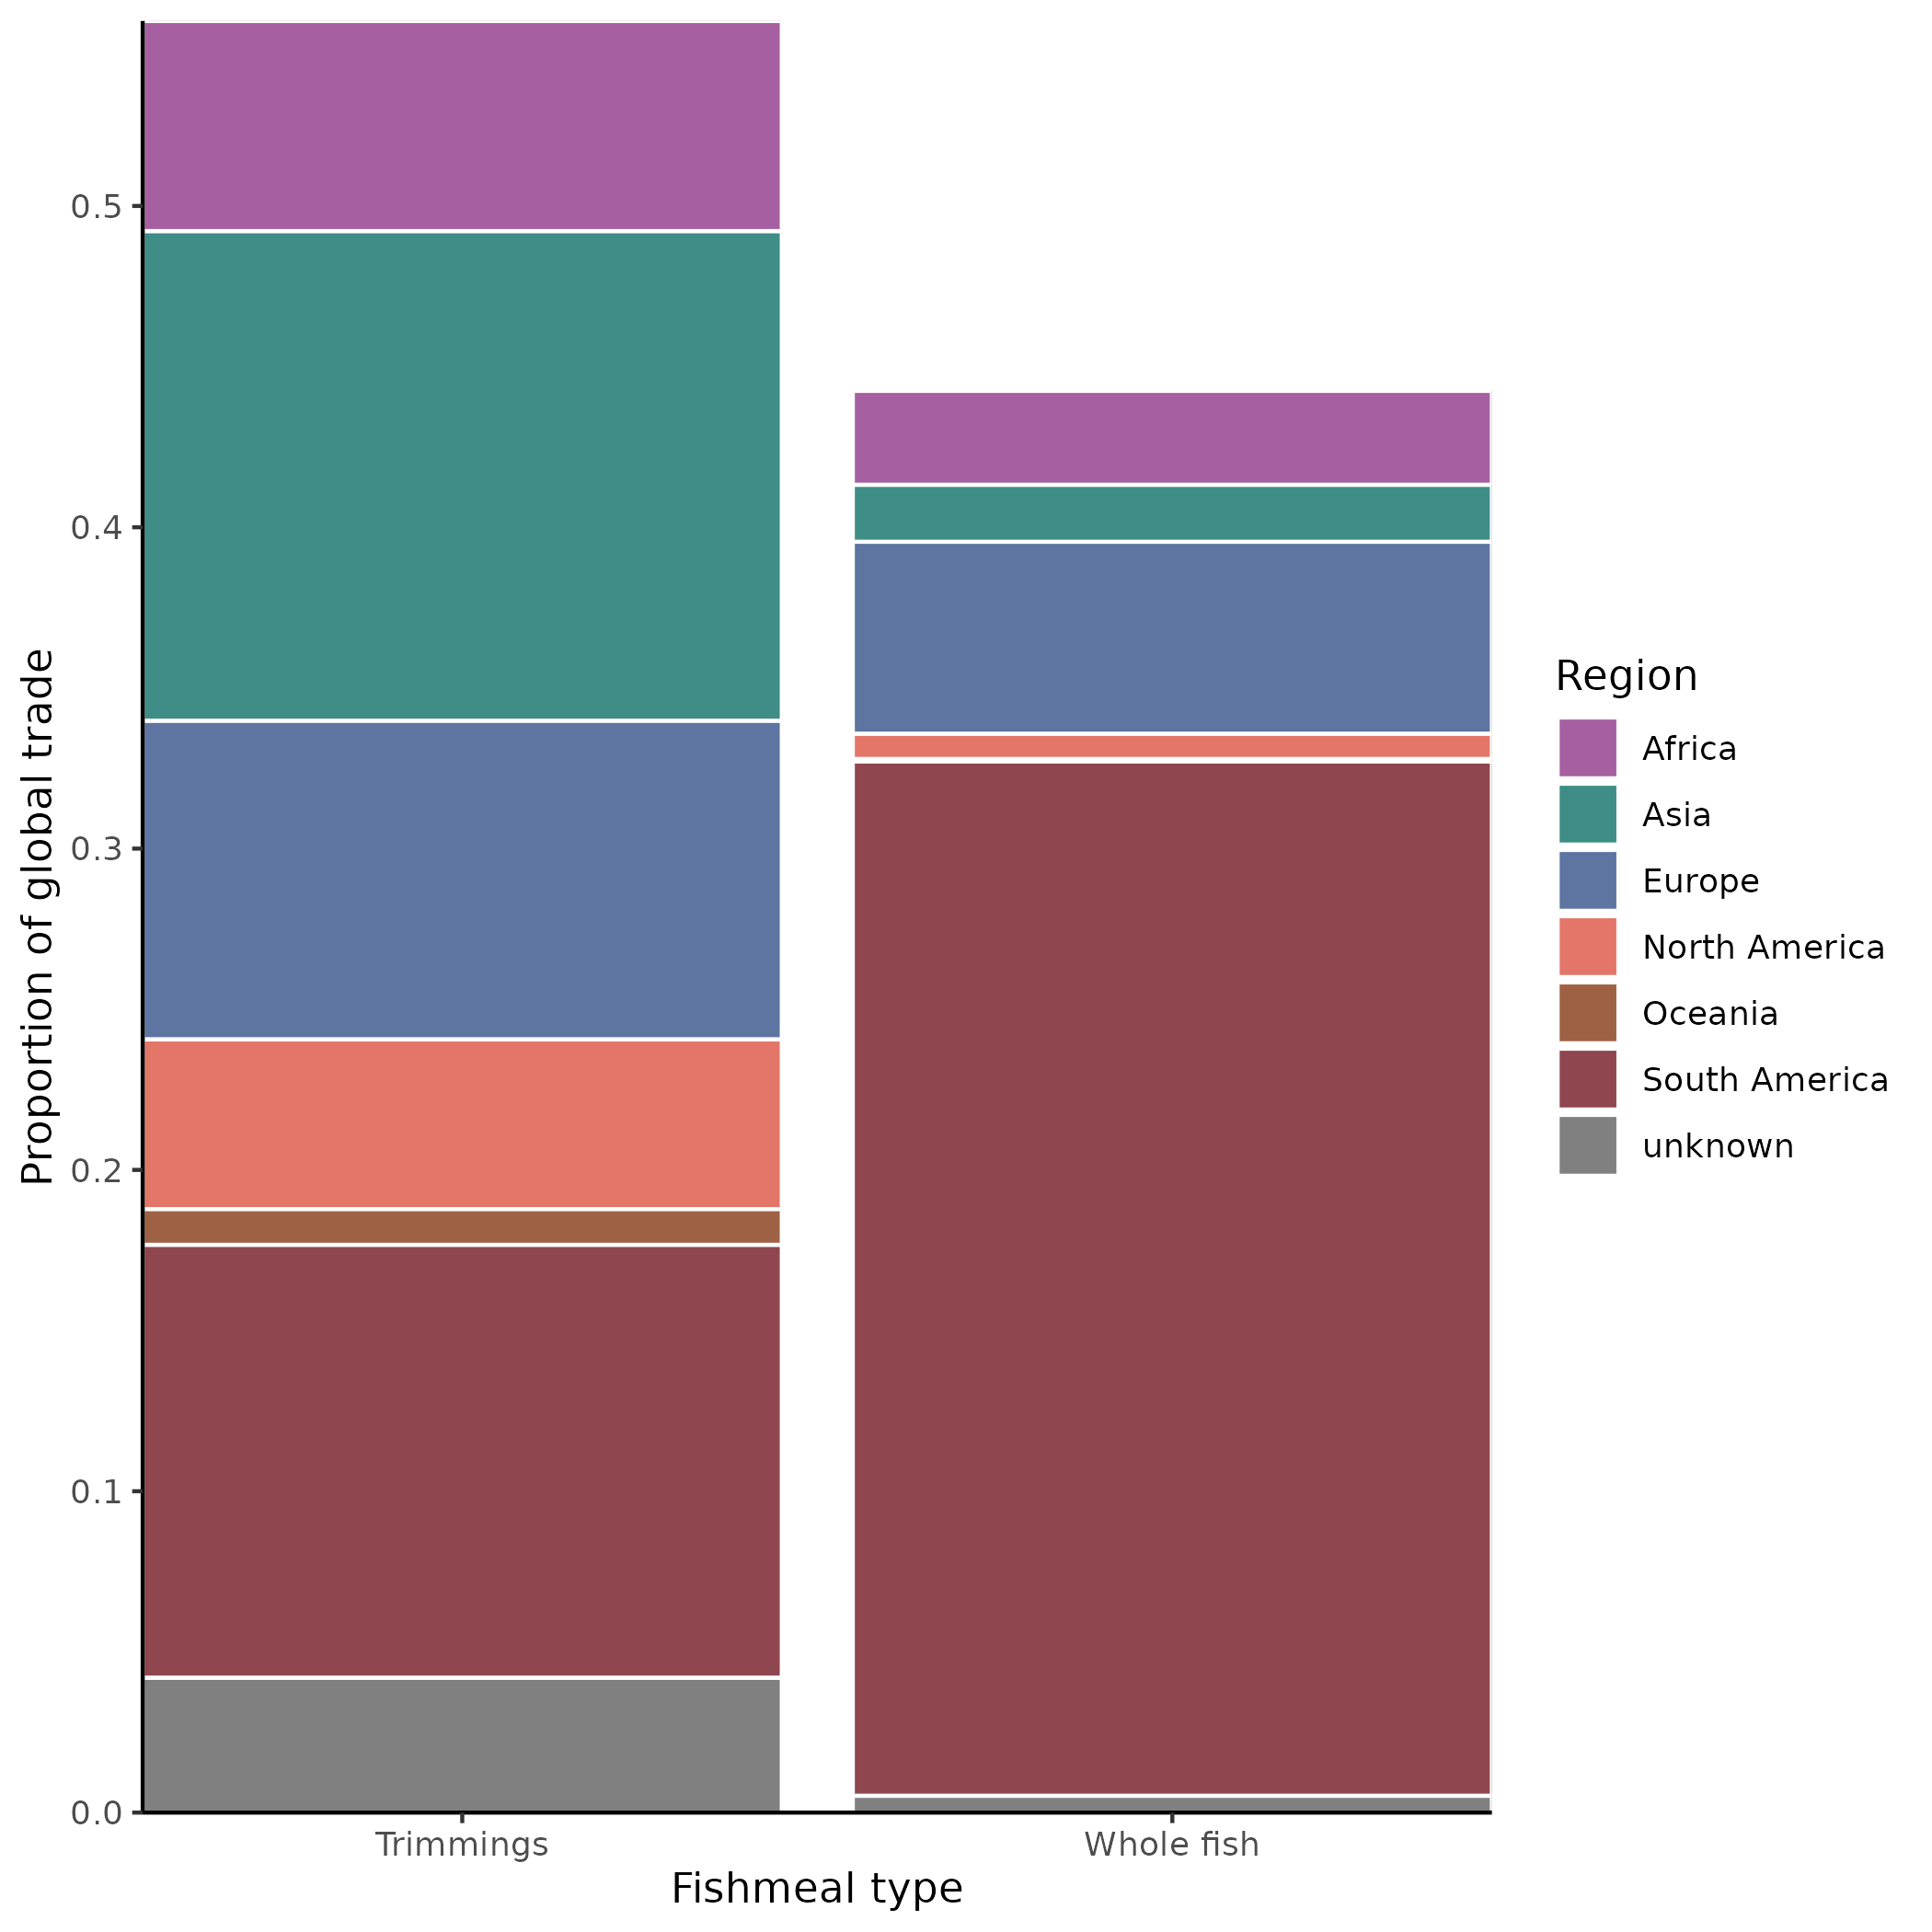 Proportion of global trade
0.5
0.4
0.3
0.2
0.1
0.0
Trimmings
Whole fish
Fishmeal type
Region
Africa
Asia
Europe
North America
Oceania
South America
unknown